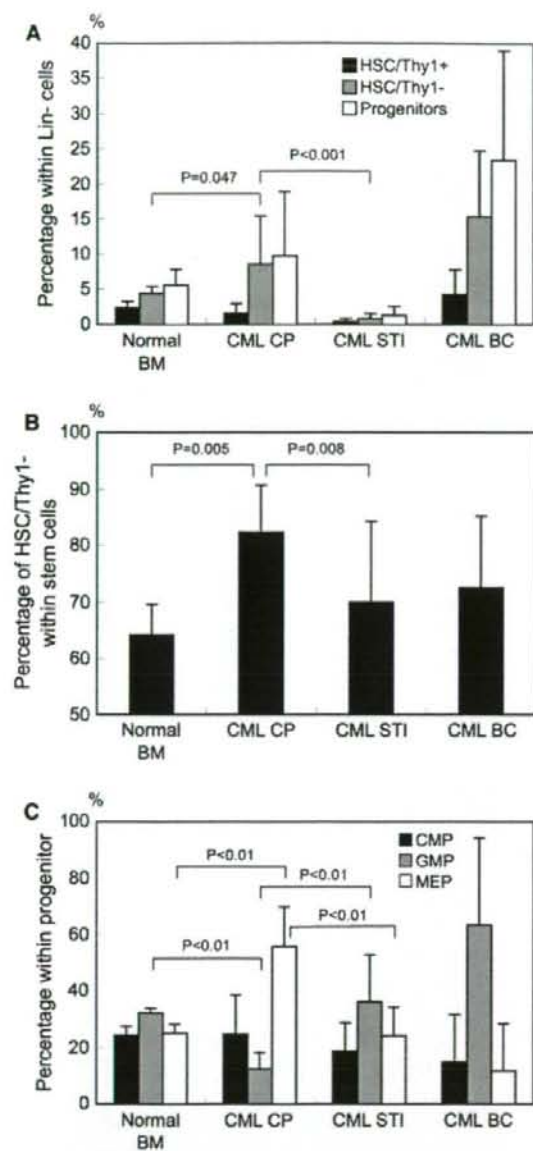 %
A
40
35
30
25
20
15
10
5
0
Percentage within Lin- cells
HSC/Thy1+
HSC/Thy1-
Progenitors
P=0.047
P<0.001
Normal BM
CML CP
CML STI
CML BC
%
B
100
90
80
70
60
50
Percentage of HSC/Thy1-
within stem cells
P=0.005
P=0.008
Normal BM
CML CP
CML STI
CML BC
%
C
100
80
60
40
20
0
Percentage within progenitor
CMP
GMP
MEP
P<0.01
P<0.01
P<0.01
P<0.01
Normal BM
CML CP
CML STI
CML BC